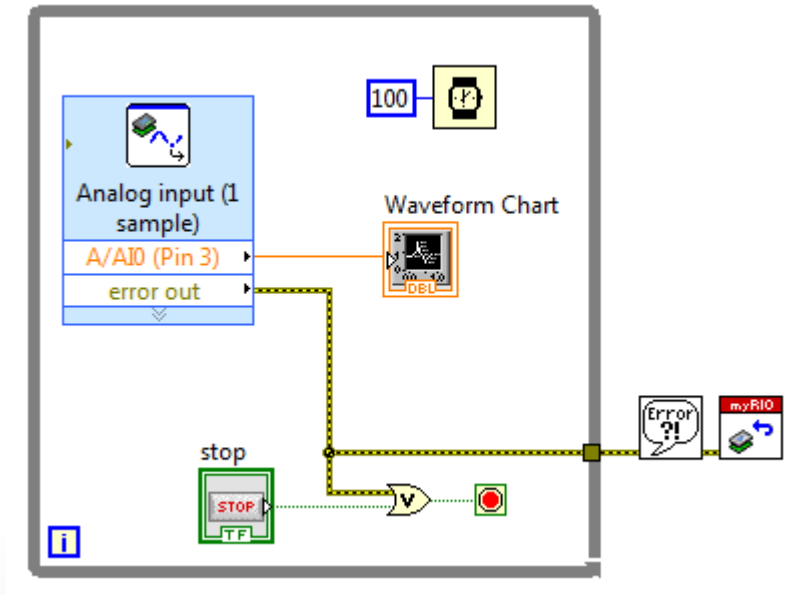 100
Analog input (1
sample)
Waveform Chart
A/AI0 (Pin 3)
DBL
error out
Error
?!
myRIO
stop
STOP
TF
V
i